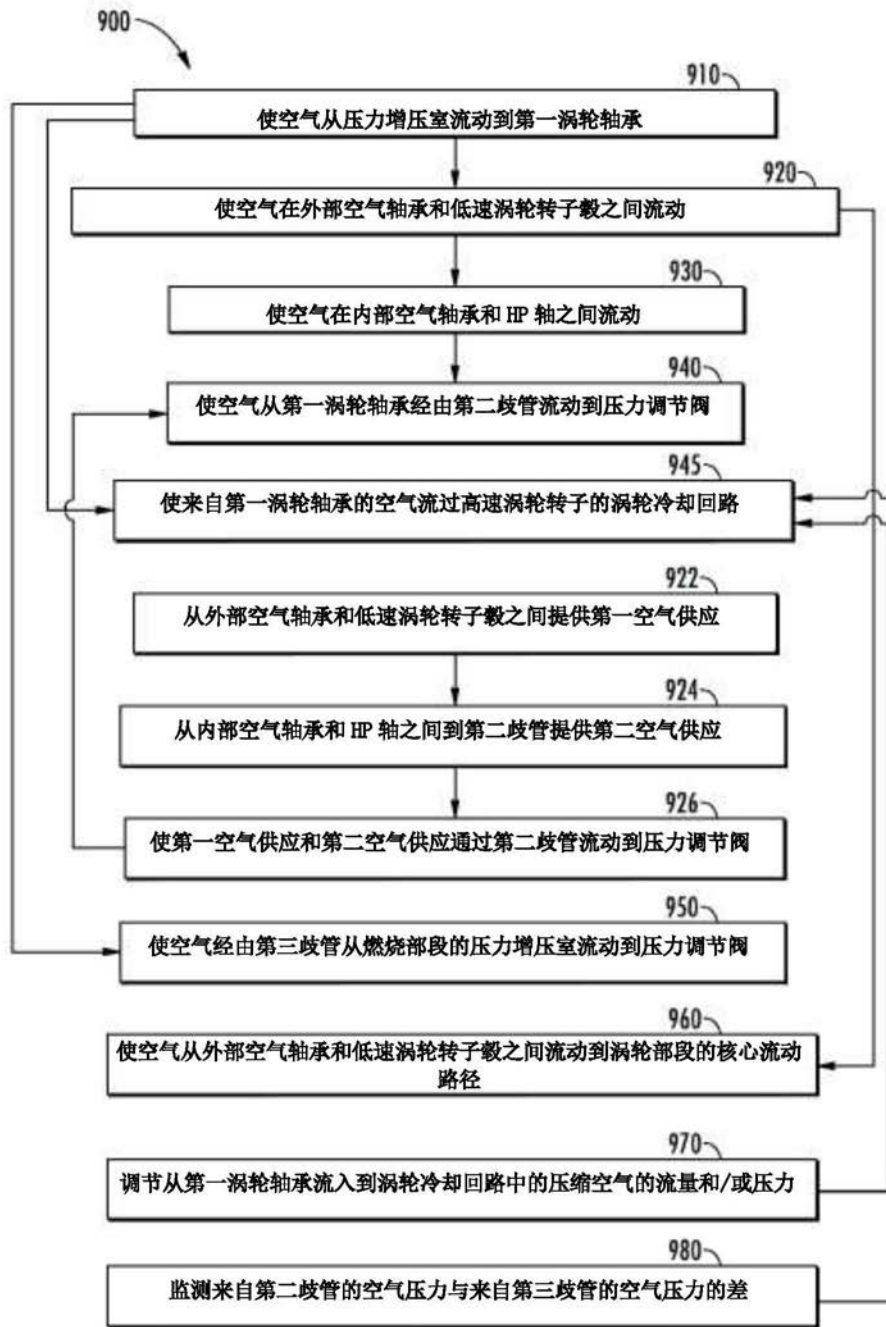 900
910
使空气从压力增压室流动到第一涡轮轴承
920
使空气在外部空气轴承和低速涡轮转子毂之间流动
930
使空气在内部空气轴承和 HP 轴之间流动
940
使空气从第一涡轮轴承经由第二歧管流动到压力调节阀
945
使来自第一涡轮轴承的空气流过高速涡轮转子的涡轮冷却回路
922
从外部空气轴承和低速涡轮转子毂之间提供第一空气供应
924
从内部空气轴承和 HP 轴之间到第二歧管提供第二空气供应
926
使第一空气供应和第二空气供应通过第二歧管流动到压力调节阀
950
使空气经由第三歧管从燃烧部段的压力增压室流动到压力调节阀
960
使空气从外部空气轴承和低速涡轮转子毂之间流动到涡轮部段的核心流动
路径
970
调节从第一涡轮轴承流入到涡轮冷却回路中的压缩空气的流量和/或压力
980
监测来自第二歧管的空气压力与来自第三歧管的空气压力的差